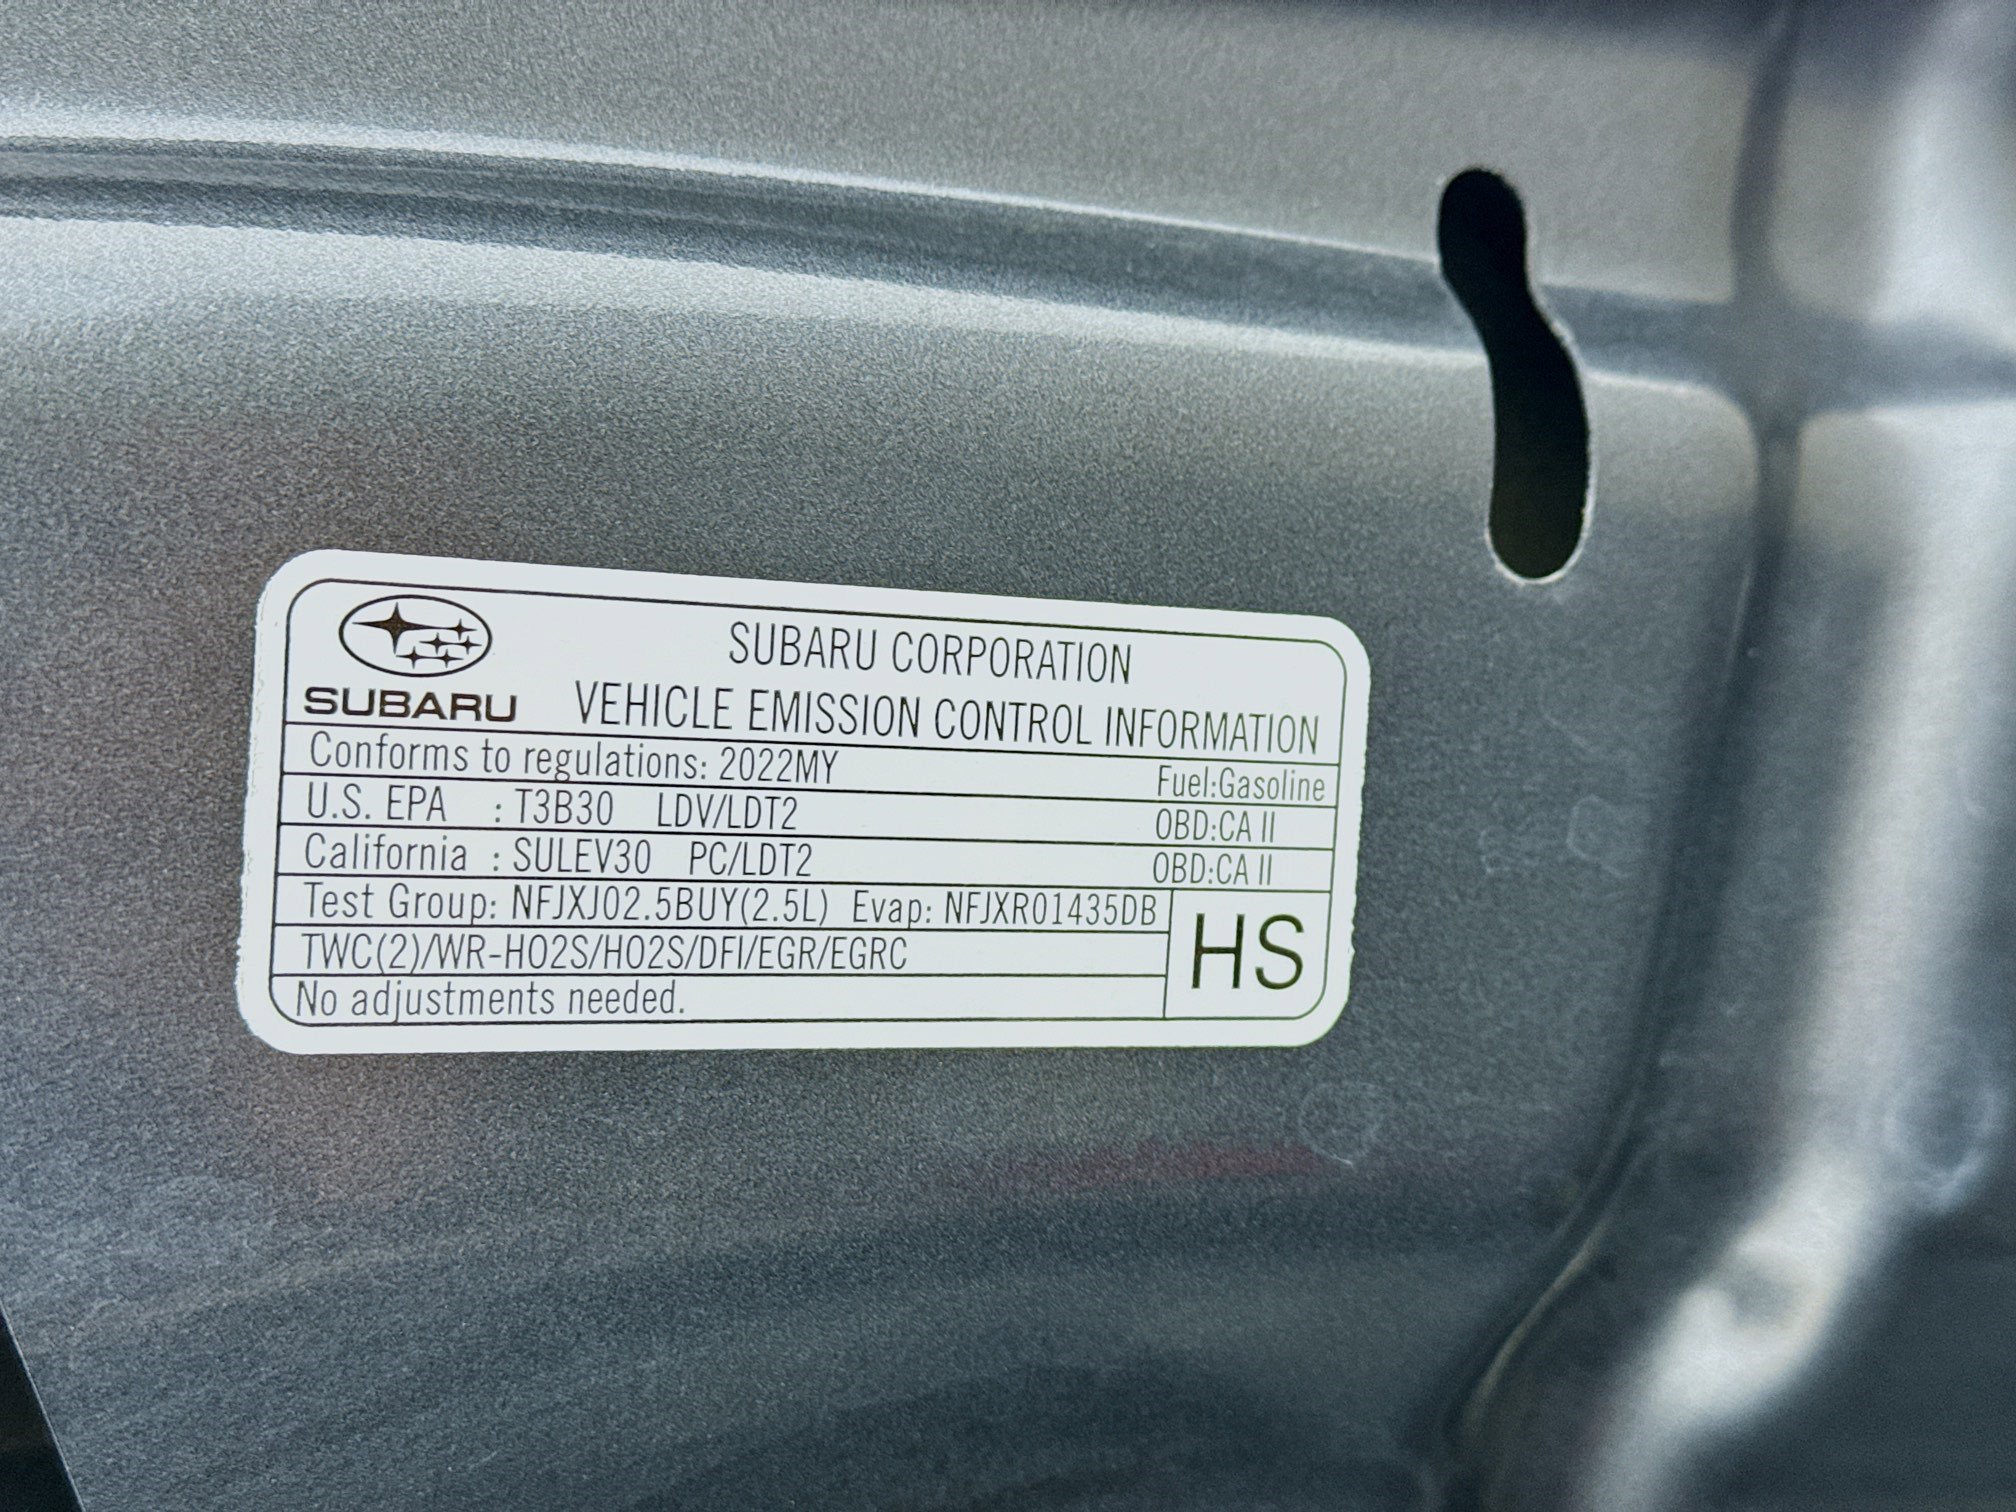 SUBARU
SUBARU CORPORATION
VEHICLE EMISSION CONTROL INFORMATION
Conforms to regulations: 2022MY Fuel:Gasoline
U.S. EPA : T3B30 LDV/LDT2 OBD:CA II
California : SULEV30 PC/LDT2 OBD:CA II
Test Group: NFJXJ02.5BUY(2.5L) Evap: NFJXR01435DB
TWC(2)/WR-HO2S/HO2S/DFI/EGR/EGRC
No adjustments needed.
HS